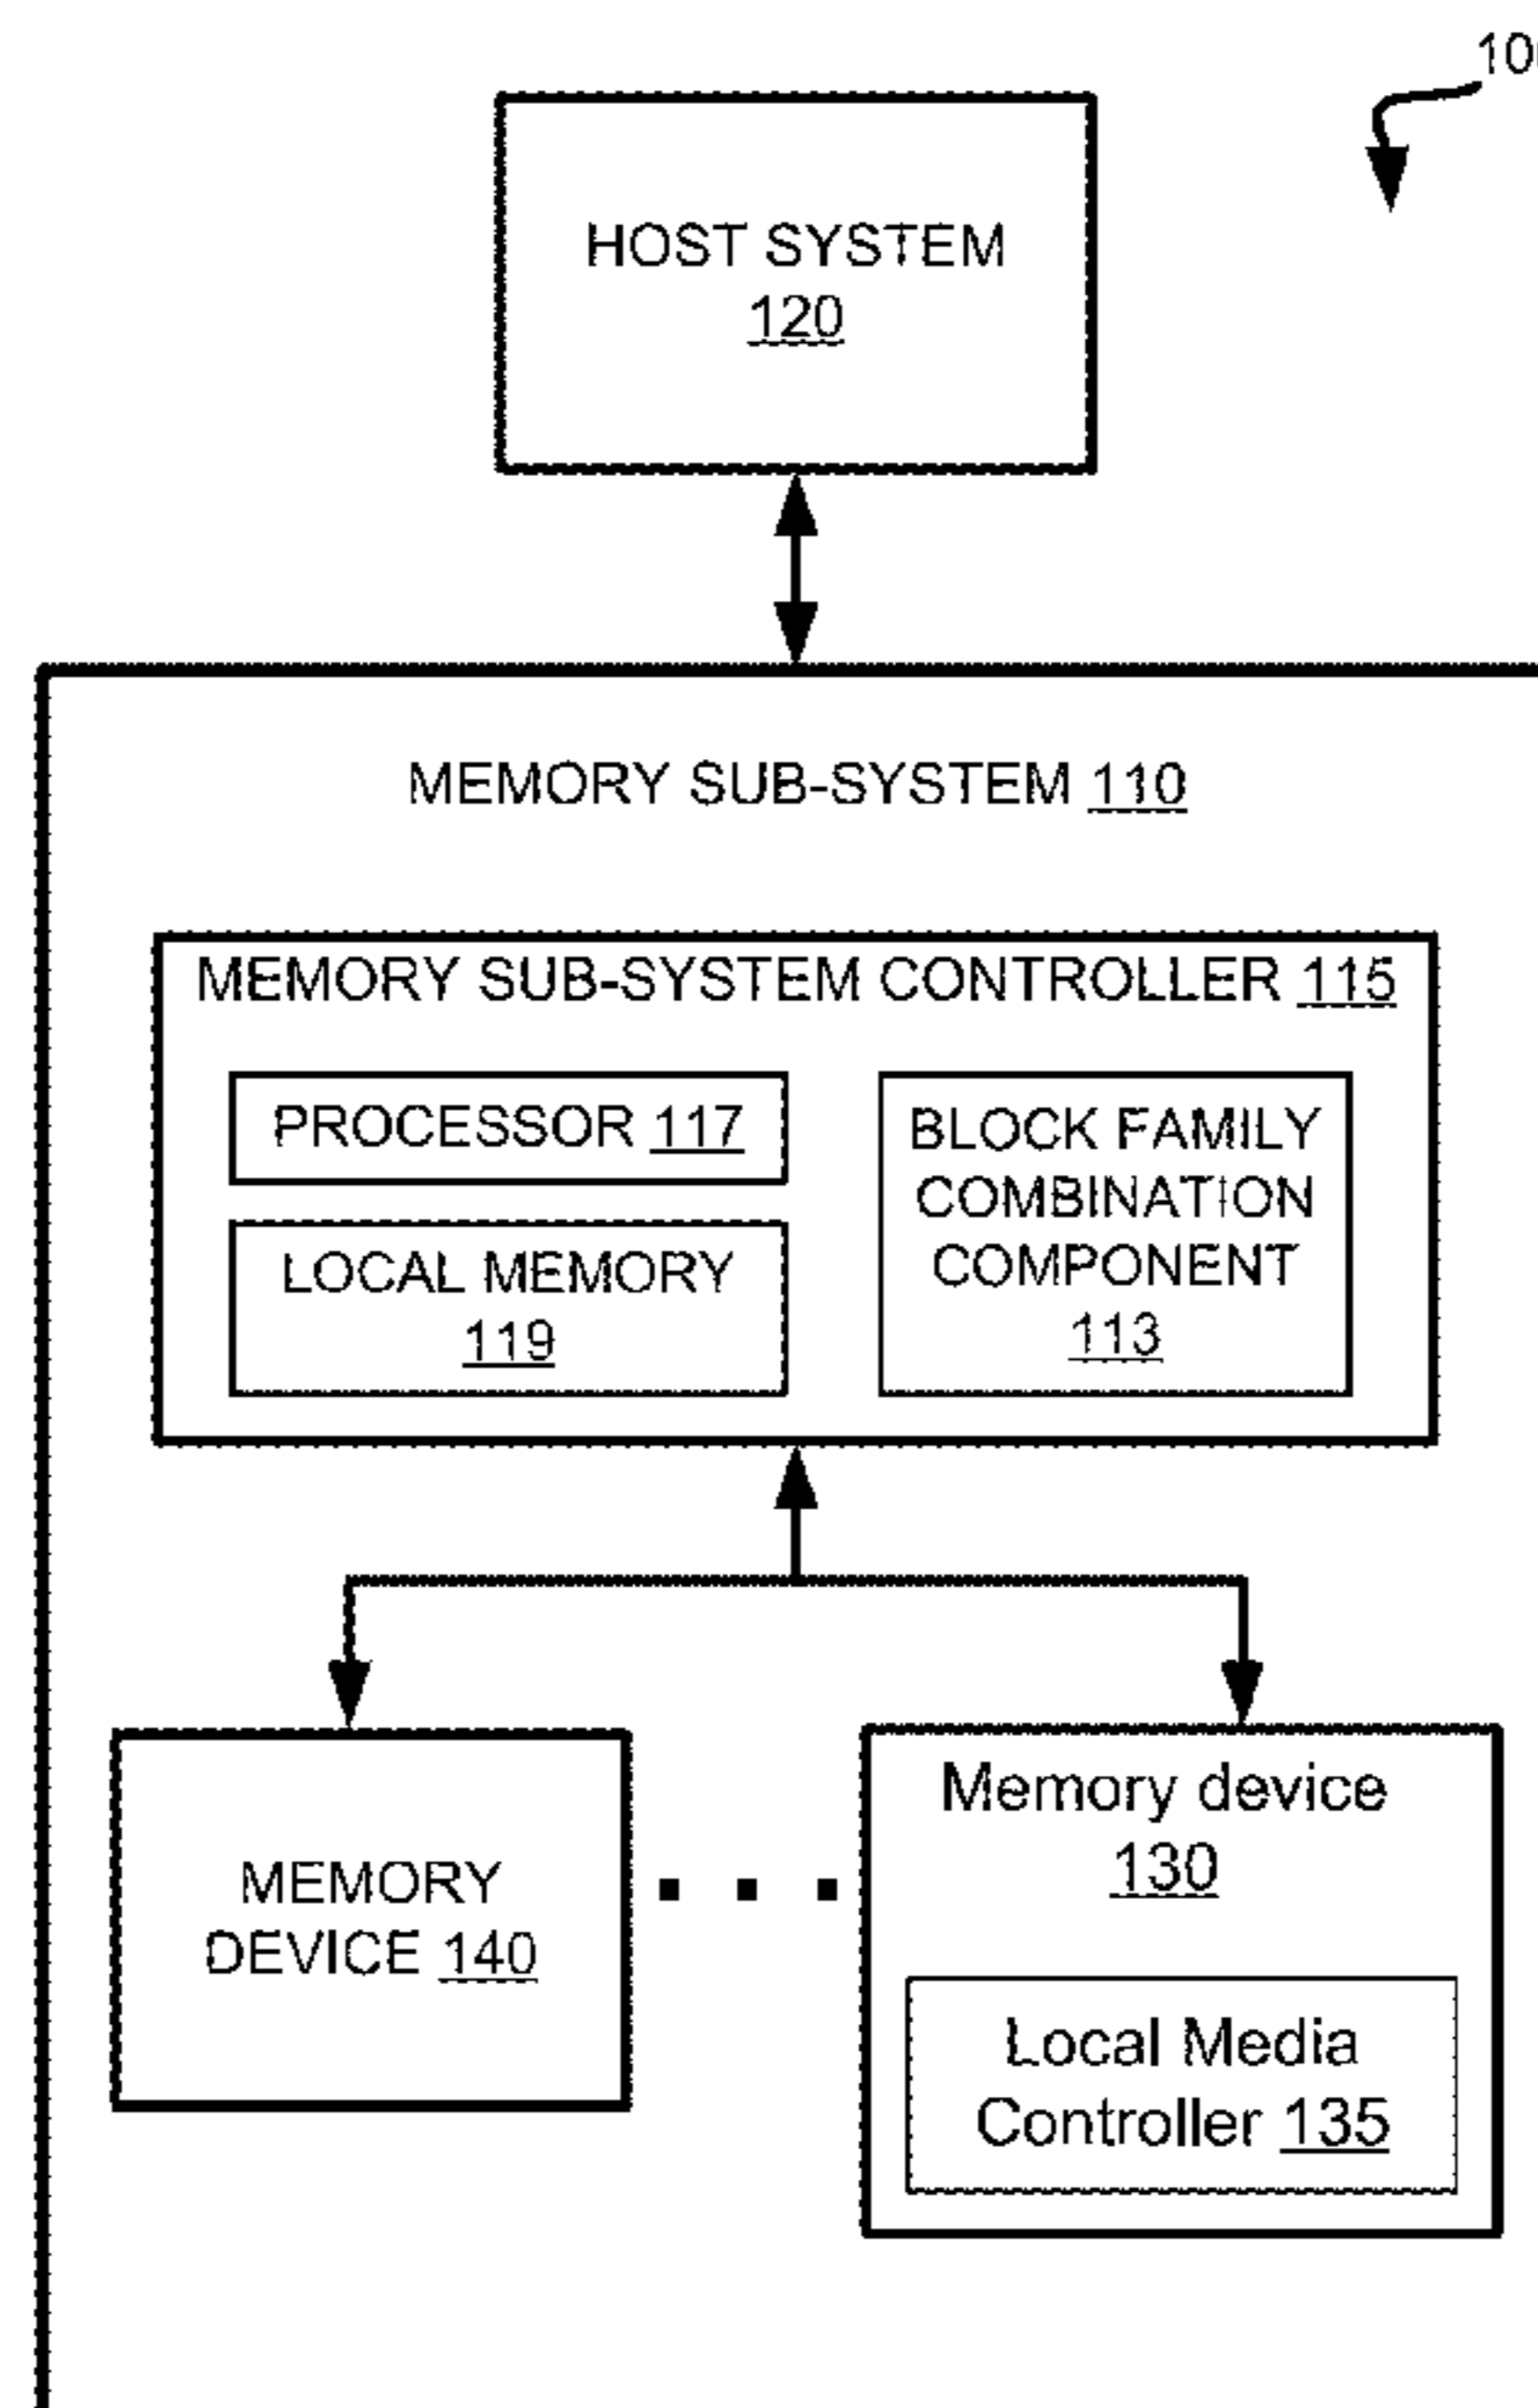 HOST SYSTEM
120
MEMORY SUB-SYSTEM 110
MEMORY SUB-SYSTEM CONTROLLER 115
PROCESSOR 117
LOCAL MEMORY
119
BLOCK FAMILY
COMBINATION
COMPONENT
113
MEMORY
DEVICE 140
Memory device
130
Local Media
Controller 135